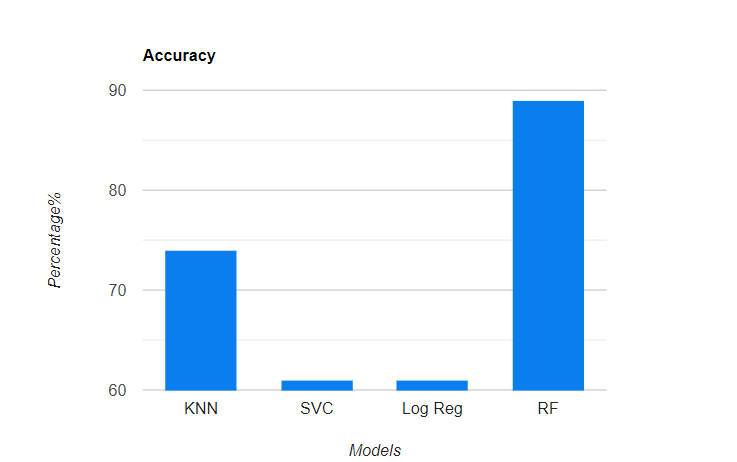 Accuracy
90
80
70
60
Percentage%
KNN SVC Log Reg RF
Models